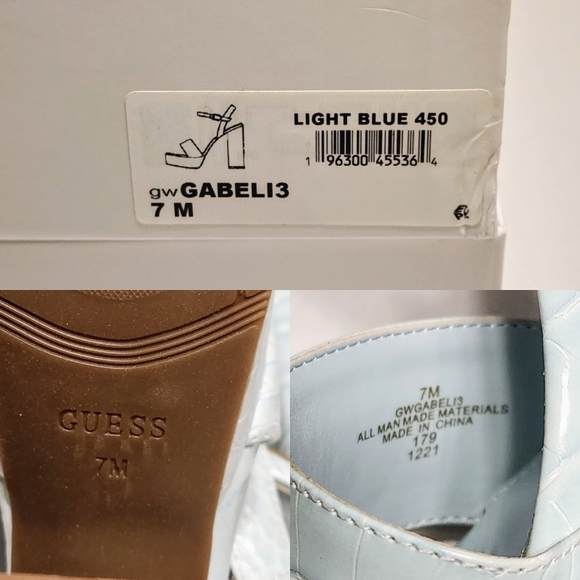 LIGHT BLUE 450
1 96300 45536 4
gwGABELI3
7 M
GUESS
7M
7M
GWGABELI3
ALL MAN MADE MATERIALS
MADE IN CHINA
179
1221